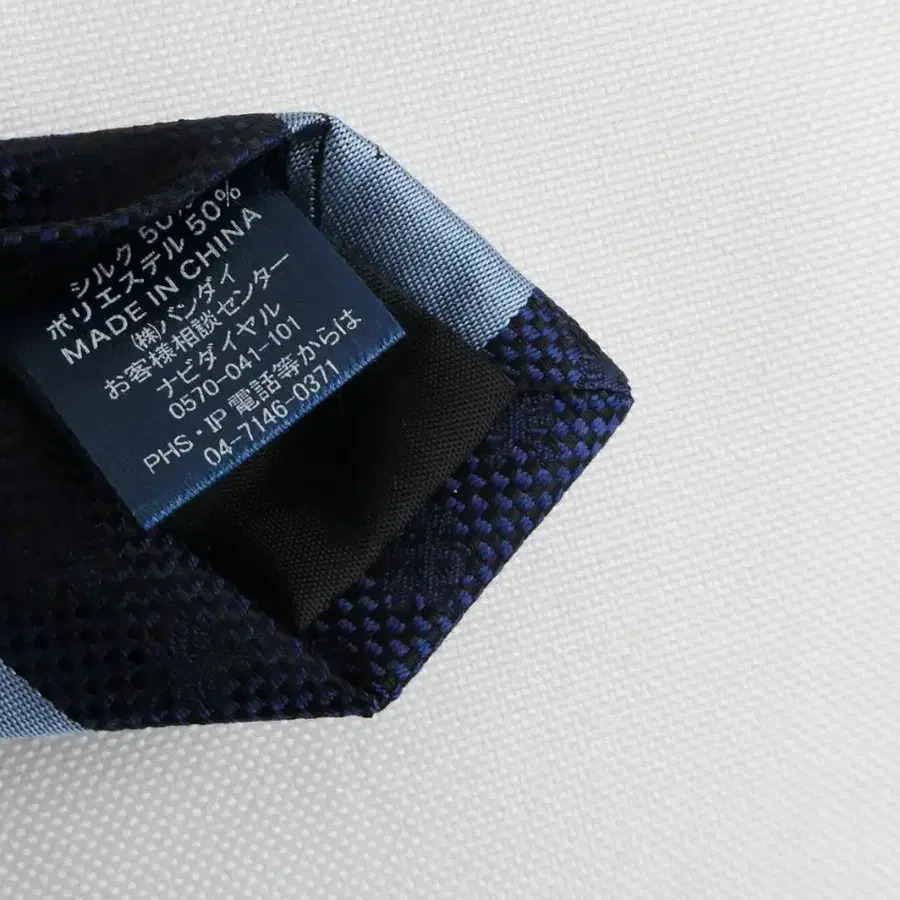 シルク 50%
ポリエステル 50%
MADE IN CHINA
㈱バンダイ
お客様相談センター
ナビダイヤル
0570-041-101
PHS・IP 電話等からは
04-7146-0371